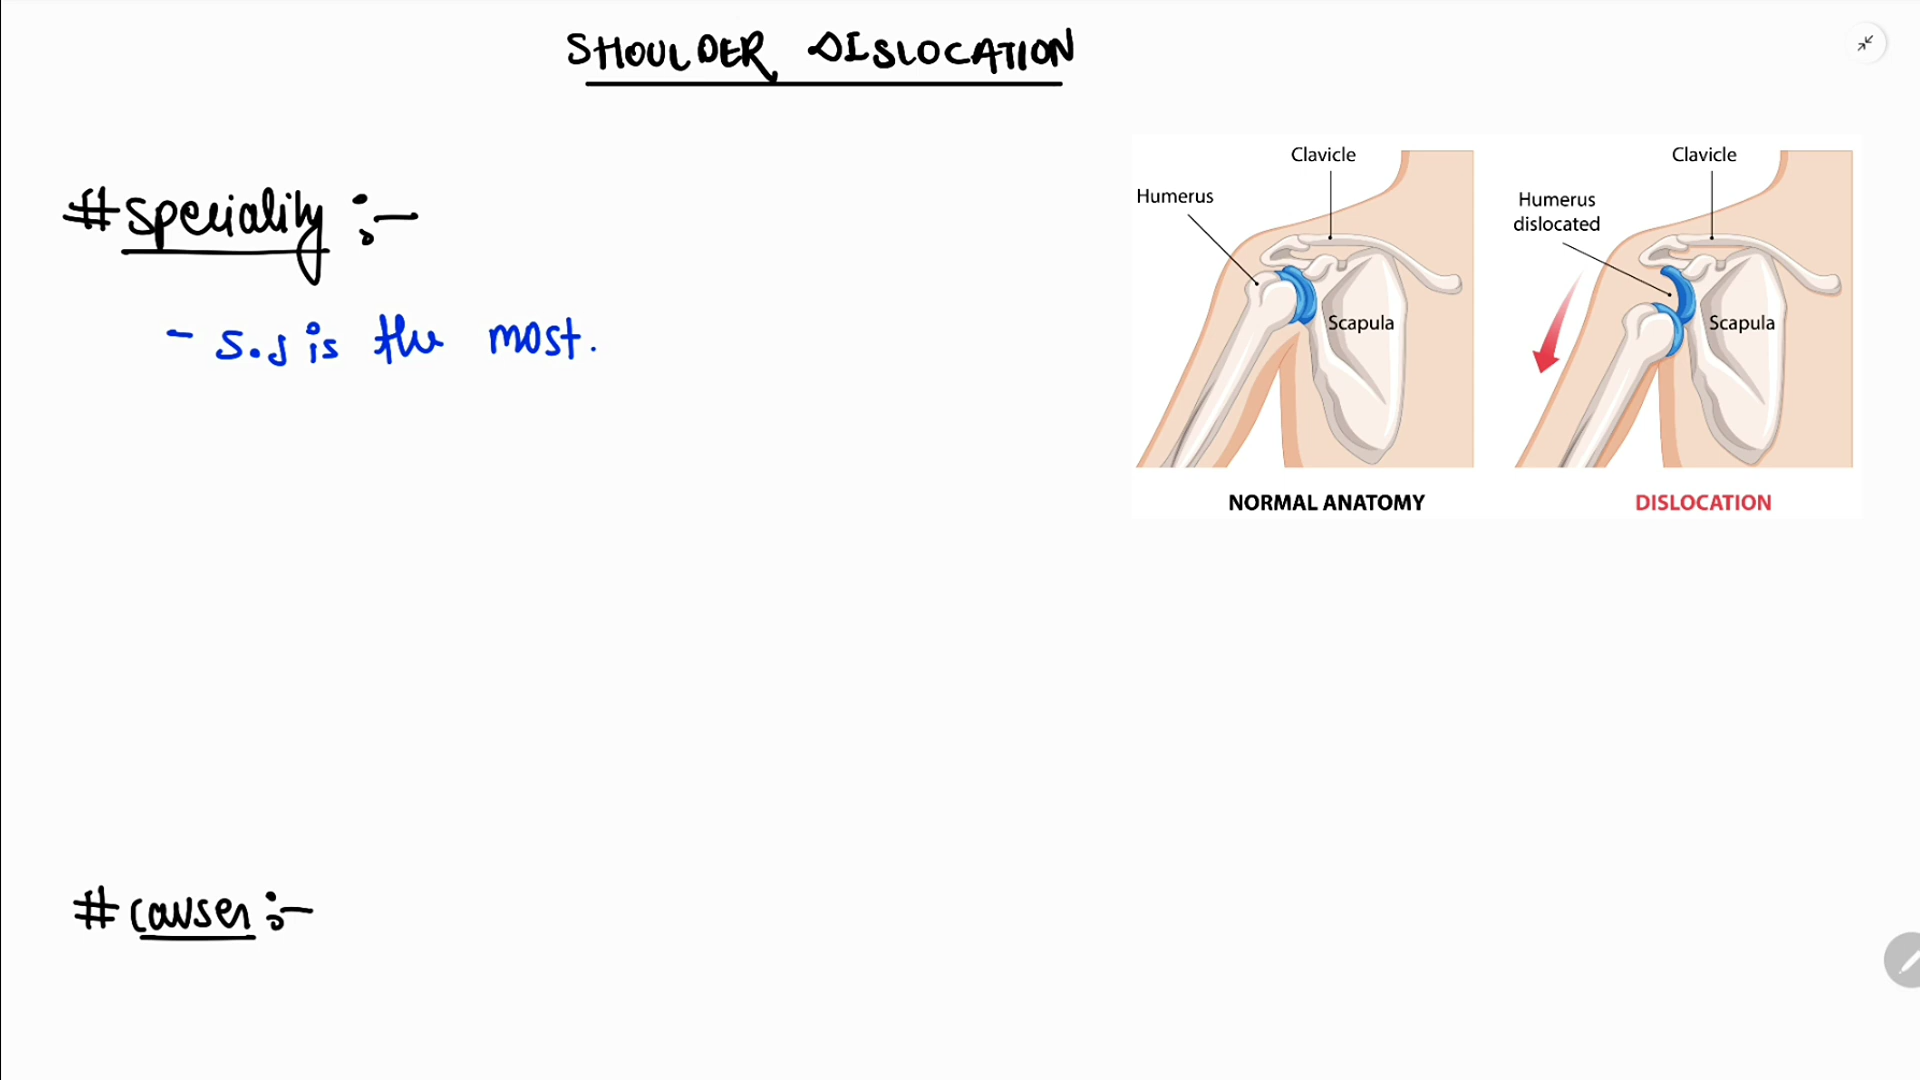 SHOULDER DISLOCATION
#speciality :-
- s.j is the most.
#causes :-
Clavicle
Humerus
Scapula
NORMAL ANATOMY
Clavicle
Humerus
dislocated
Scapula
DISLOCATION